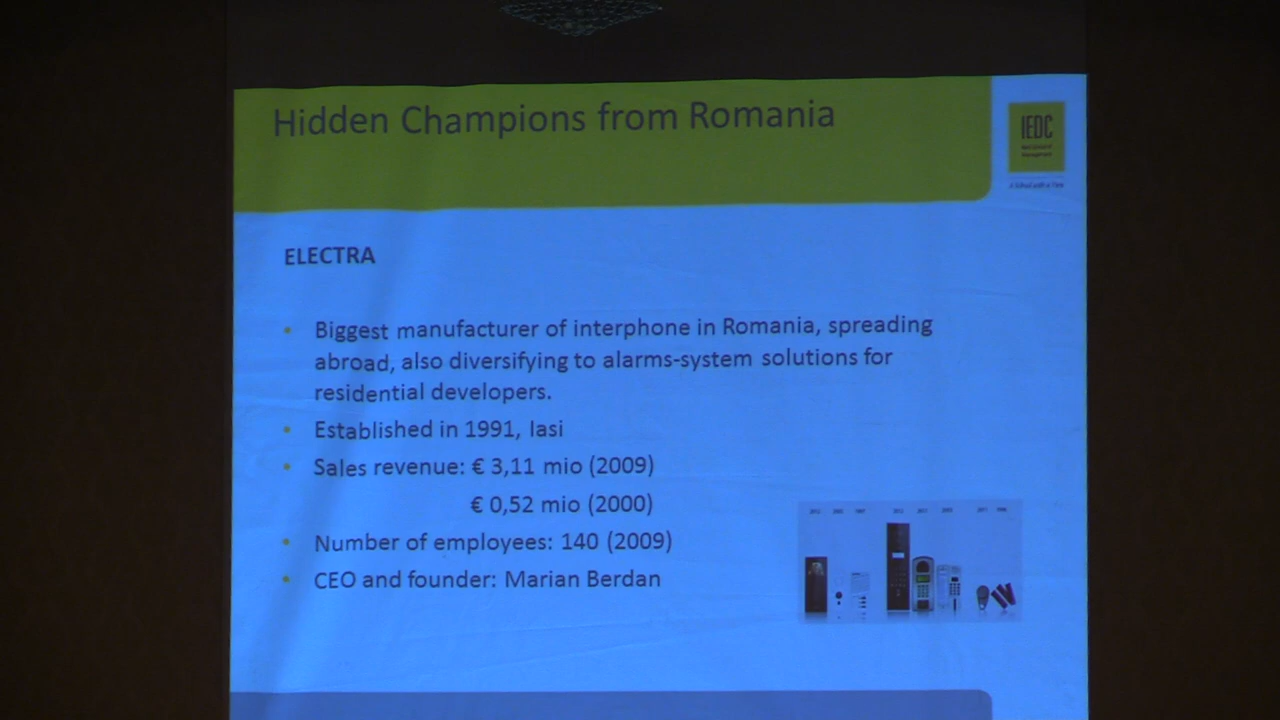 Hidden Champions from Romania
IEDC
ELECTRA
Biggest manufacturer of interphone in Romania, spreading
abroad, also diversifying to alarms-system solutions for
residential developers.
Established in 1991, Iasi
Sales revenue: € 3,11 mio (2009)
€ 0,52 mio (2000)
Number of employees: 140 (2009)
CEO and founder: Marian Berdan